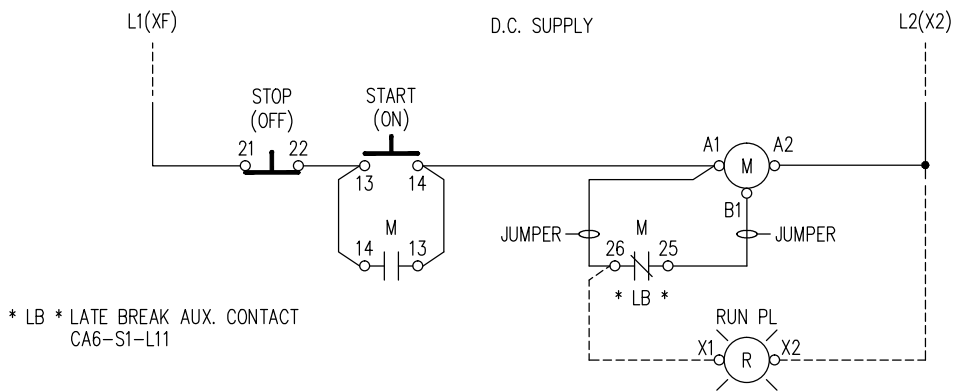 L1(XF)
D.C. SUPPLY
L2(X2)
STOP
(OFF)
START
(ON)
21
22
13
14
A1
M
A2
B1
M
14
13
JUMPER
M
JUMPER
26
25
* LB *
* LB * LATE BREAK AUX. CONTACT
CA6-S1-L11
RUN PL
X1
R
X2